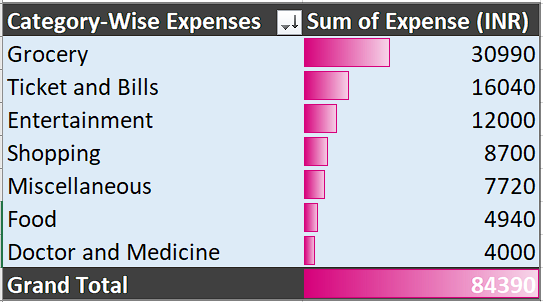 Category-Wise Expenses Sum of Expense (INR)
Grocery 30990
Ticket and Bills 16040
Entertainment 12000
Shopping 8700
Miscellaneous 7720
Food 4940
Doctor and Medicine 4000
Grand Total 84390